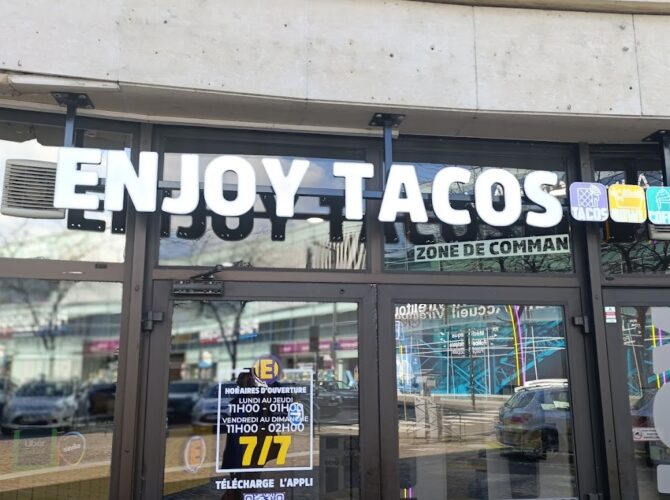 ENJOY TACOS
TACOS
ZONE DE COMMAN
E
HORAIRES D'OUVERTURE
LUNDI AU JEUDI
11H00 - 01H00
VENDREDI AU DIMANCHE
11H00 - 02H00
7/7
TÉLÉCHARGE L'APPLI
Uber